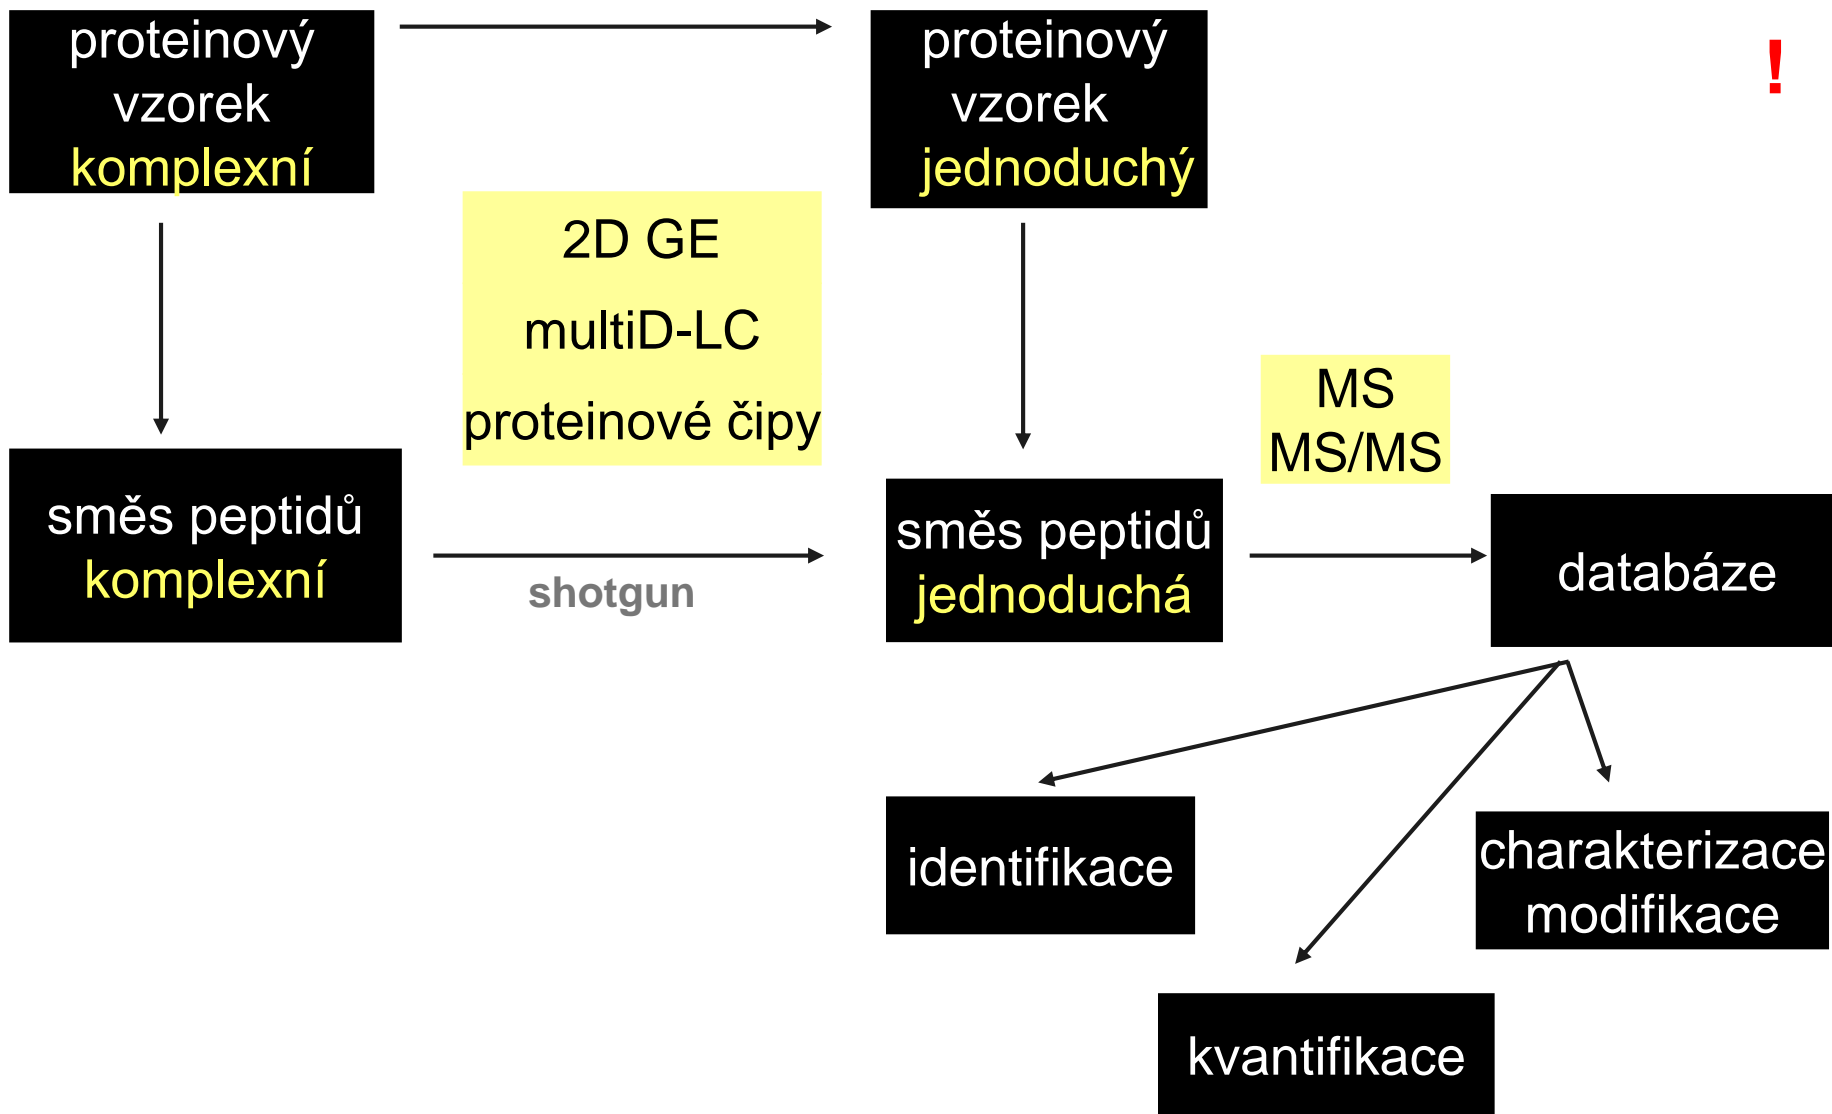 proteinový
vzorek
komplexní
proteinový
vzorek
jednoduchý
!
2D GE
multiD-LC
proteinové čipy
MS
MS/MS
směs peptidů
komplexní
shotgun
směs peptidů
jednoduchá
databáze
identifikace
charakterizace
modifikace
kvantifikace